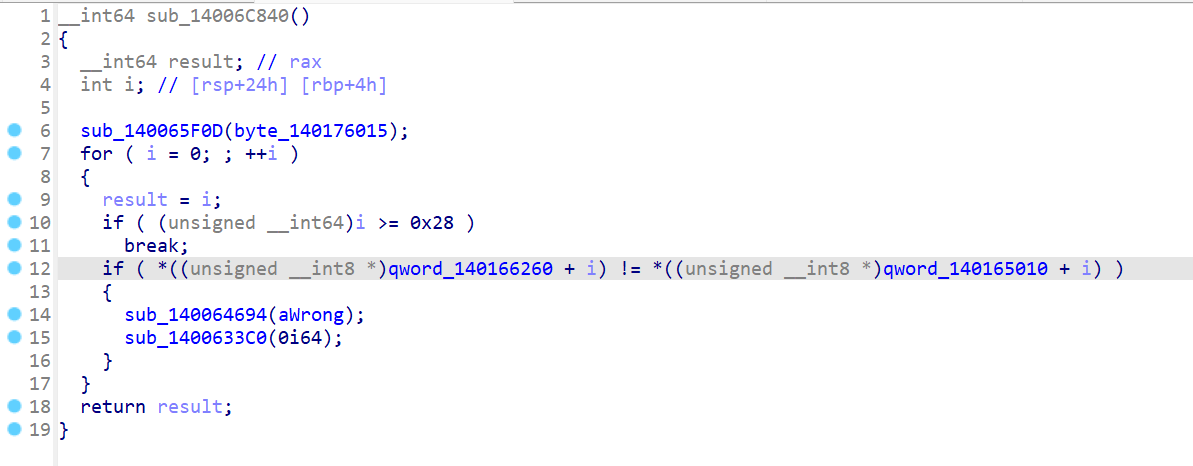 1 __int64 sub_14006C840()
2 {
3   __int64 result; // rax
4   int i; // [rsp+24h] [rbp+4h]
5
6   sub_140065F0D(byte_140176015);
7   for ( i = 0; ; ++i )
8   {
9     result = i;
10     if ( (unsigned __int64)i >= 0x28 )
11       break;
12     if ( *((unsigned __int8 *)qword_140166260 + i) != *((unsigned __int8 *)qword_140165010 + i) )
13     {
14       sub_140064694(aWrong);
15       sub_1400633C0(0i64);
16     }
17   }
18   return result;
19 }